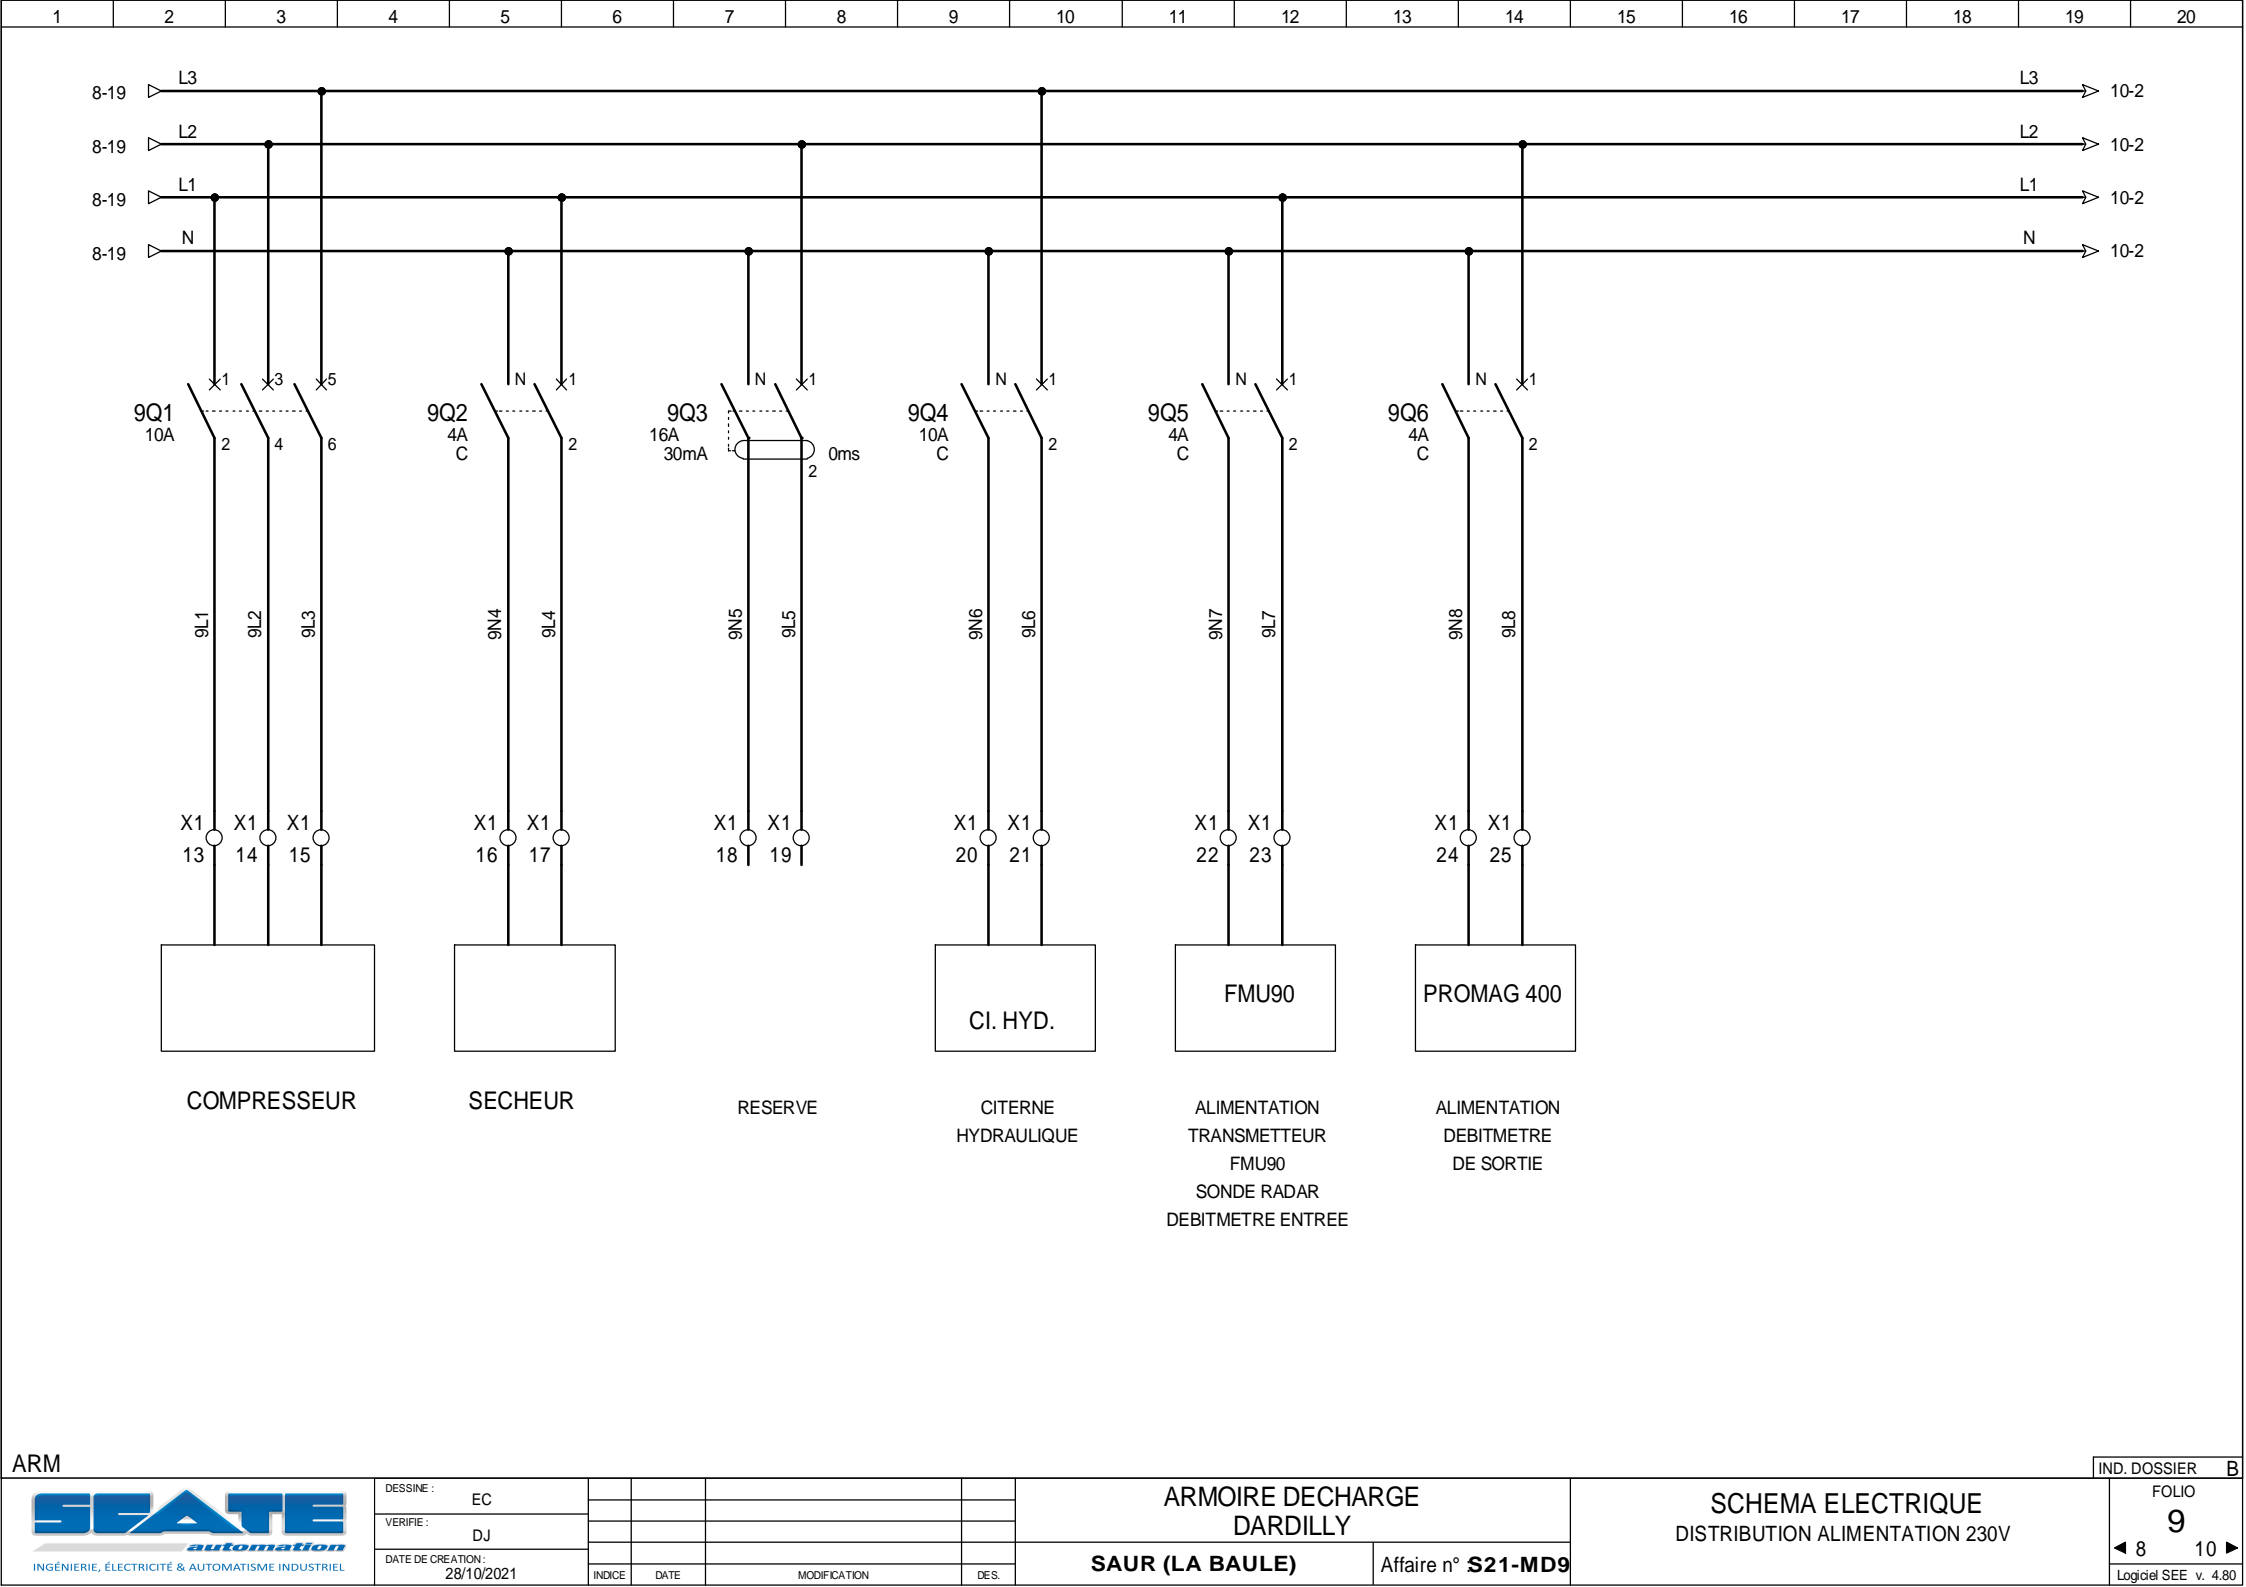 1 2 3 4 5 6 7 8 9 10 11 12 13 14 15 16 17 18 19 20
8-19 L3 L3 10-2
8-19 L2 L2 10-2
8-19 L1 L1 10-2
8-19 N N 10-2
1 3 5 N 1 N 1 N 1 N 1 N 1
9Q1 9Q2 9Q3 9Q4 9Q5 9Q6
10A 4A 16A 10A 4A 4A
2 4 6 C 2 30mA 0ms C 2 C 2 C 2
2
9L1 9L2 9L3 9N4 9L4 9N5 9L5 9N6 9L6 9N7 9L7 9N8 9L8
X1 X1 X1 X1 X1 X1 X1 X1 X1 X1 X1 X1 X1
13 14 15 16 17 18 19 20 21 22 23 24 25
FMU90 PROMAG 400
CI. HYD.
COMPRESSEUR
SECHEUR
RESERVE
CITERNE
HYDRAULIQUE
ALIMENTATION
TRANSMETTEUR
FMU90
SONDE RADAR
DEBITMETRE ENTREE
ALIMENTATION
DEBITMETRE
DE SORTIE
ARM
IND. DOSSIER B
SEATE
automation
INGÉNIERIE, ÉLECTRICITÉ & AUTOMATISME INDUSTRIEL
DESSINE :
EC
VERIFIE :
DJ
DATE DE CREATION :
28/10/2021
INDICE DATE MODIFICATION DES.
ARMOIRE DECHARGE
DARDILLY
SAUR (LA BAULE)
Affaire n° S21-MD9
SCHEMA ELECTRIQUE
DISTRIBUTION ALIMENTATION 230V
FOLIO
9
8 10
Logiciel SEE v. 4.80